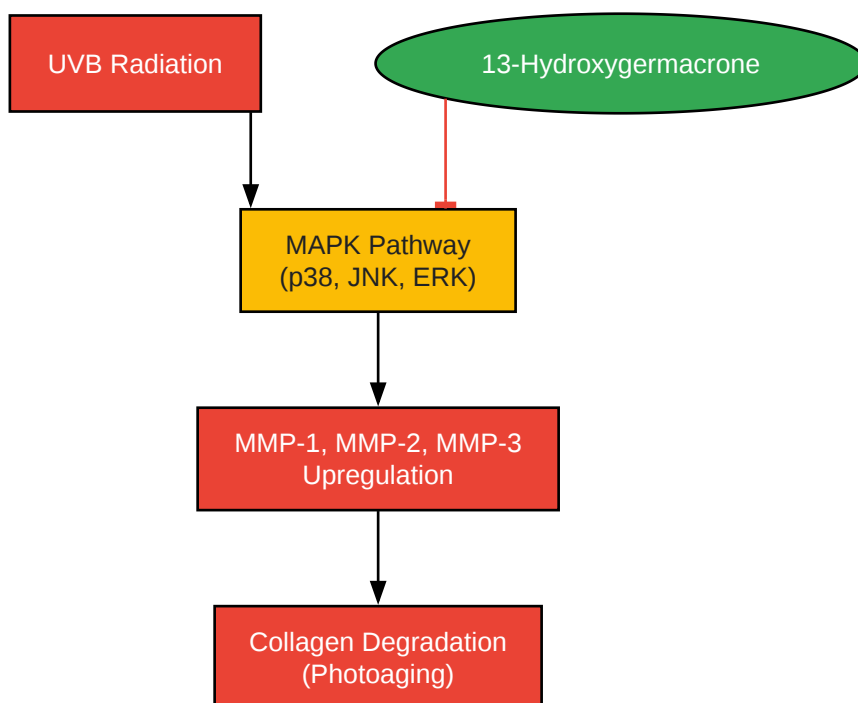 UVB Radiation
13-Hydroxygermacrone
MAPK Pathway
(p38, JNK, ERK)
MMP-1, MMP-2, MMP-3
Upregulation
Collagen Degradation
(Photoaging)